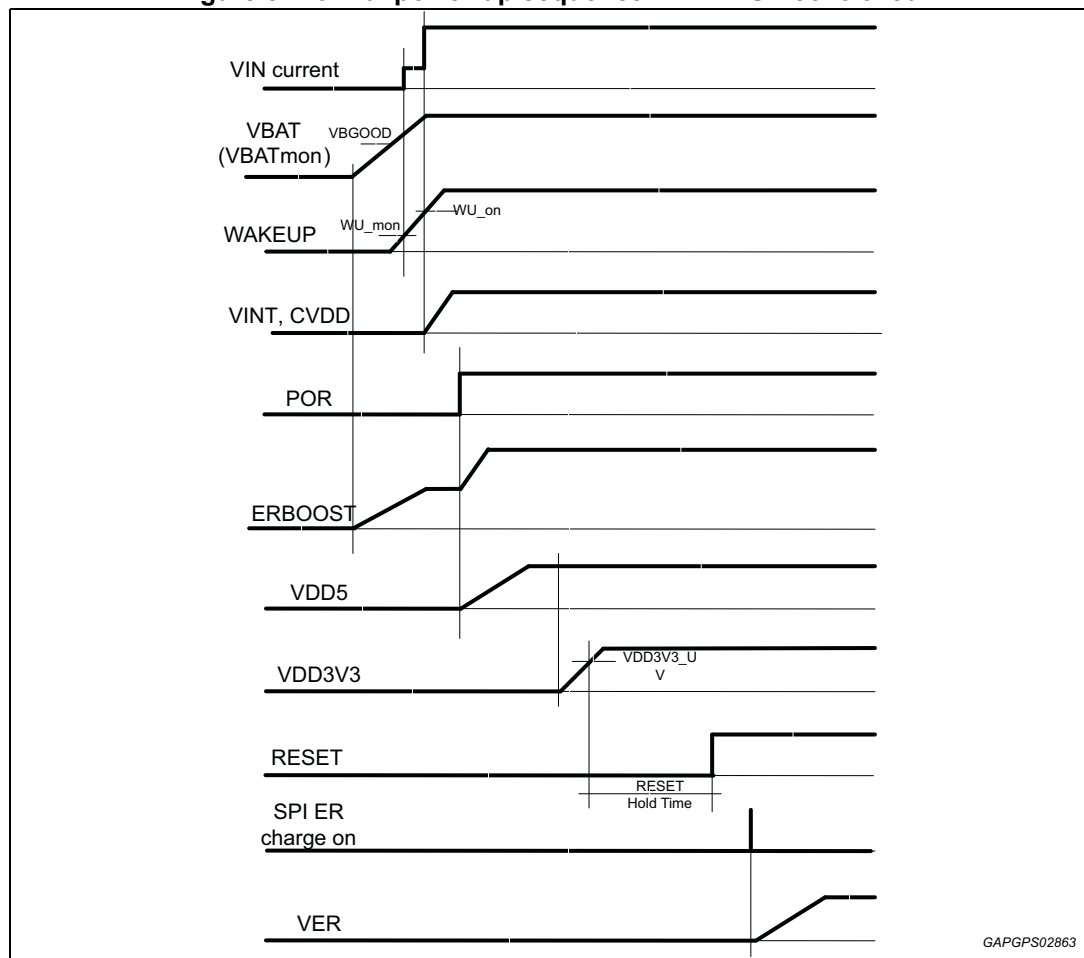 VIN current
VBAT
(VBATmon)
VBGOOD
WAKEUP
WU_mon
WU_on
VINT, CVDD
POR
ERBOOST
VDD5
VDD3V3
VDD3V3_U
V
RESET
RESET
Hold Time
SPI ER
charge on
VER
GAPGPS02863